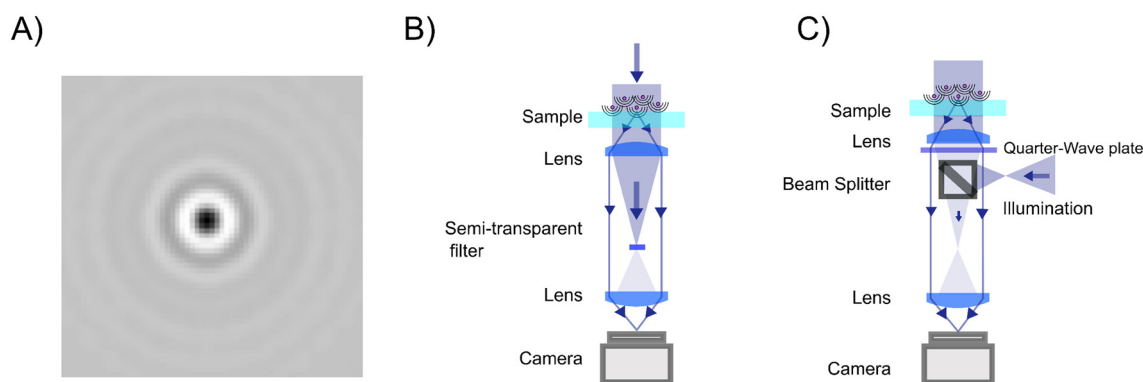 A)
B)
C)
Sample
Lens
Semi-transparent
filter
Lens
Camera
Sample
Lens
Quarter-Wave plate
Beam Splitter
Illumination
Lens
Camera